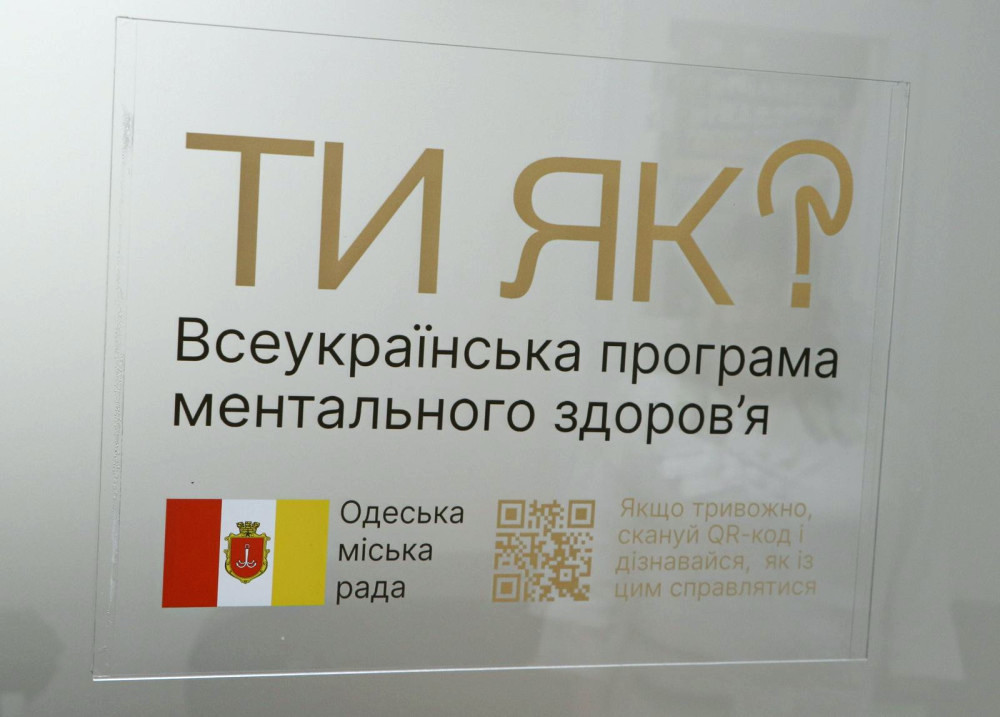 ТИ ЯК?
Всеукраїнська програма
ментального здоров’я
Одеська
міська
рада
Якщо тривожно,
скануй QR-код і
дізнавайся, як із
цим справлятися